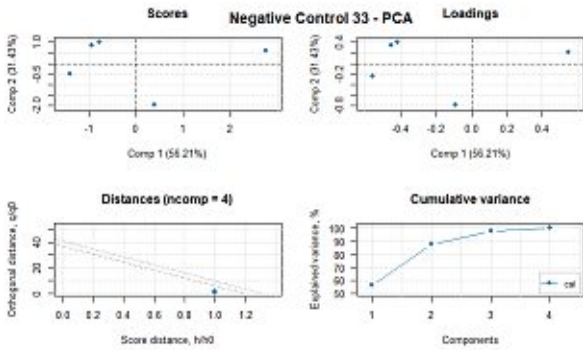 Negative Control 33 - PCA
Scores
Comp 2 (31.43%)
1.0
-0.5
-2.0
-1 0 1 2
Comp 1 (56.21%)
Loadings
Comp 2 (31.43%)
0.4
-0.2
-0.8
-0.4 0.0 0.4
Comp 1 (56.21%)
Distances (ncomp = 4)
Orthogonal distance, q/q0
40
20
0
0.0 0.2 0.4 0.6 0.8 1.0 1.2
Score distance, h/h0
Cumulative variance
Explained variance, %
100
90
80
70
60
50
cal
1 2 3 4
Components